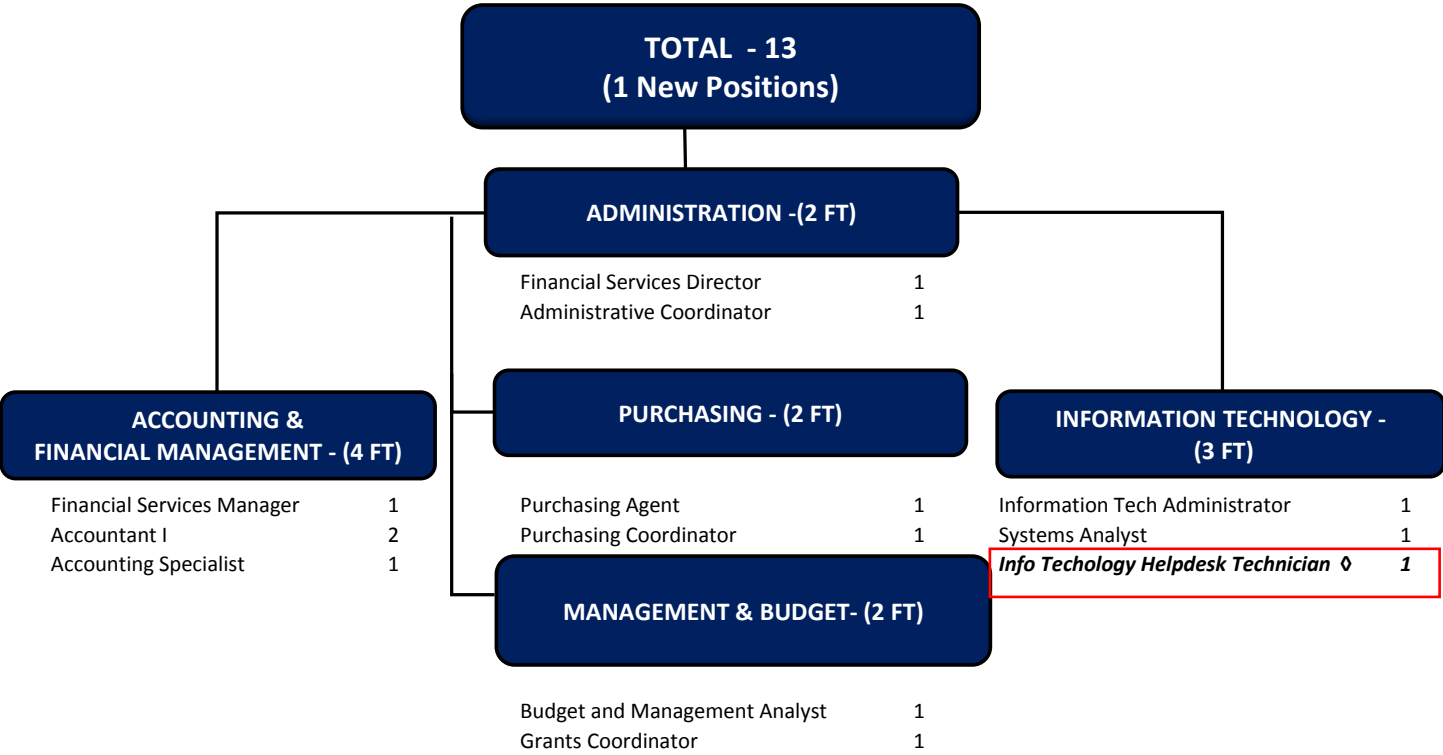 TOTAL - 13
(1 New Positions)
ADMINISTRATION -(2 FT)
Financial Services Director 1
Administrative Coordinator 1
ACCOUNTING &
FINANCIAL MANAGEMENT - (4 FT)
Financial Services Manager 1
Accountant I 2
Accounting Specialist 1
PURCHASING - (2 FT)
Purchasing Agent 1
Purchasing Coordinator 1
INFORMATION TECHNOLOGY -
(3 FT)
Information Tech Administrator 1
Systems Analyst 1
Info Techology Helpdesk Technician ◊ 1
MANAGEMENT & BUDGET- (2 FT)
Budget and Management Analyst 1
Grants Coordinator 1